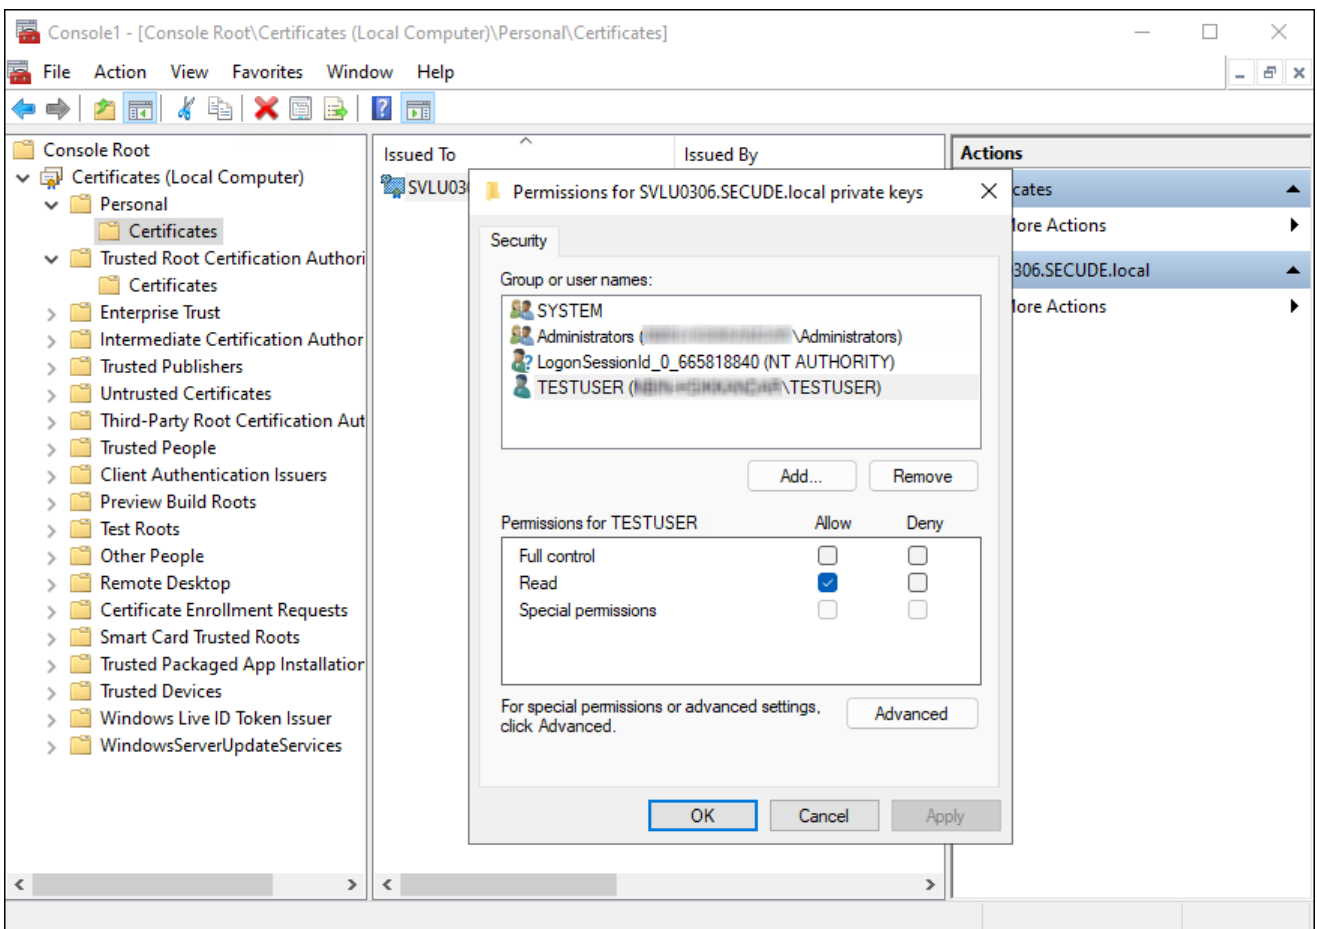 Console1 - [Console Root\Certificates (Local Computer)\Personal\Certificates]
File Action View Favorites Window Help
Console Root
Certificates (Local Computer)
Personal
Certificates
Trusted Root Certification Authori
Certificates
Enterprise Trust
Intermediate Certification Author
Trusted Publishers
Untrusted Certificates
Third-Party Root Certification Aut
Trusted People
Client Authentication Issuers
Preview Build Roots
Test Roots
Other People
Remote Desktop
Certificate Enrollment Requests
Smart Card Trusted Roots
Trusted Packaged App Installation
Trusted Devices
Windows Live ID Token Issuer
WindowsServerUpdateServices
Issued To Issued By
SVLU030
Permissions for SVLU0306.SECUDE.local private keys
Security
Group or user names:
SYSTEM
Administrators ( \Administrators)
LogonSessionId_0_665818840 (NT AUTHORITY)
TESTUSER ( \TESTUSER)
Add... Remove
Permissions for TESTUSER Allow Deny
Full control
Read
Special permissions
For special permissions or advanced settings,
click Advanced.
Advanced
OK Cancel Apply
Actions
cates
lore Actions
306.SECUDE.local
lore Actions